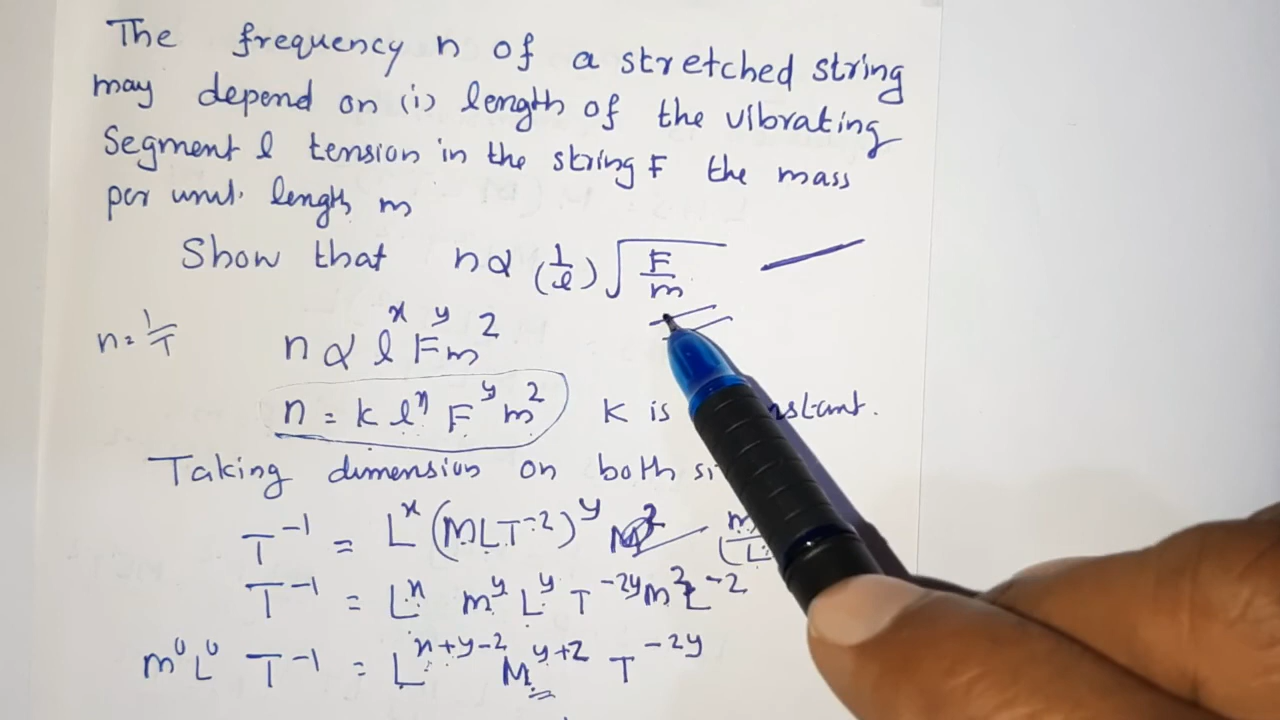 The frequency n of a stretched string
may depend on (i) length of the vibrating
Segment l tension in the string F the mass
per unit length m
Show that n ∝ (1/l) √(F/m)
n = 1/T
n ∝ l^x F^y m^z
n = k l^x F^y m^z K is
Taking dimension on both
T^-1 = L^x (MLT^-2)^y
T^-1 = L^x m^y L^y T^-2y m^z L^-z
m^0 L^0 T^-1 = L^x+y-z M^y+z T^-2y